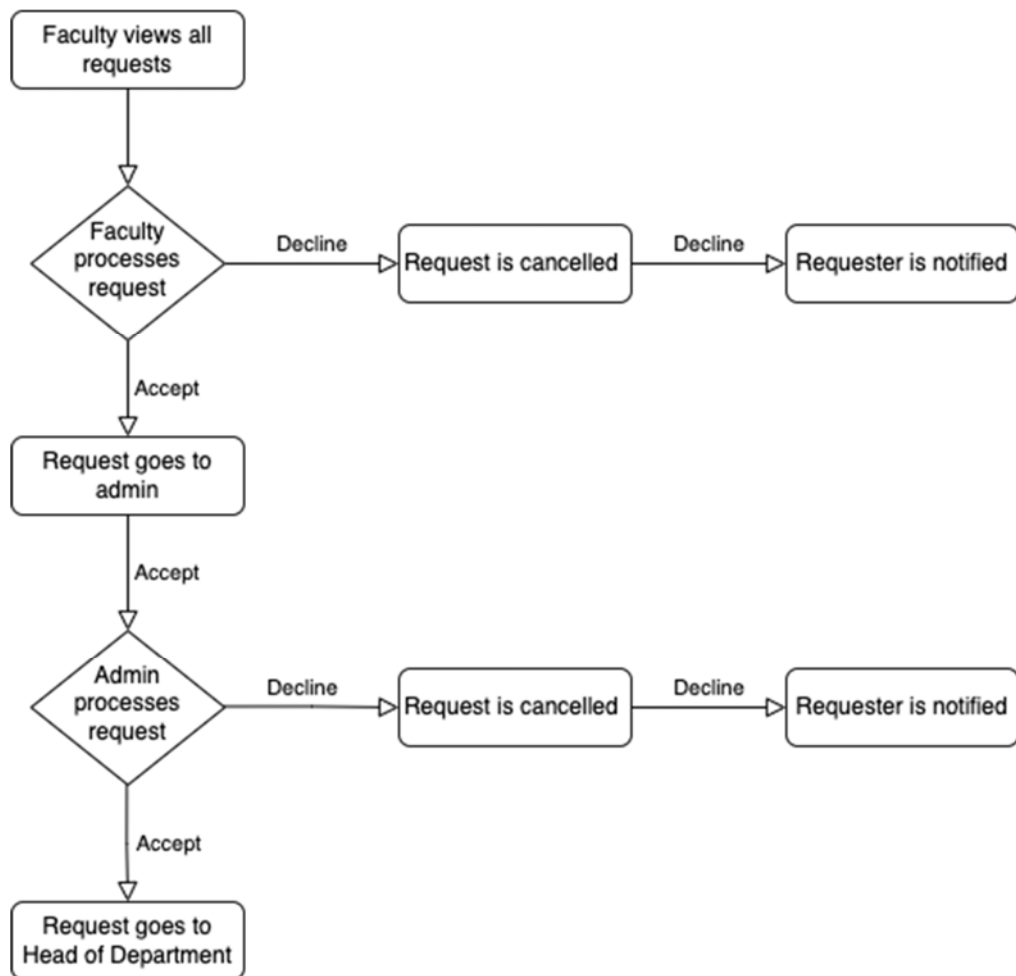 Faculty views all
requests
Faculty
processes
request
Decline
Request is cancelled
Decline
Requester is notified
Accept
Request goes to
admin
Accept
Admin
processes
request
Decline
Request is cancelled
Decline
Requester is notified
Accept
Request goes to
Head of Department